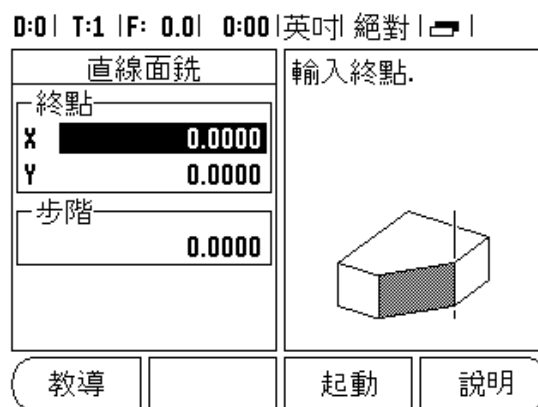 D:0| T:1 |F: 0.0| 0:00|英吋|絕對|
直線面銑
終點
X 0.0000
Y 0.0000
步階
0.0000
輸入終點.
教導 起動 說明